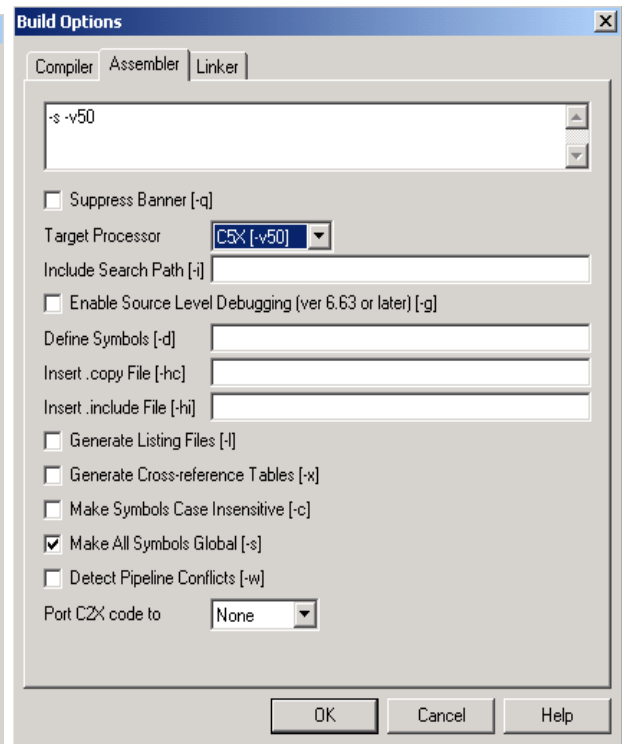 Build Options
Compiler Assembler Linker
-s -v50
Suppress Banner [-q]
Target Processor C5X [-v50]
Include Search Path [-i]
Enable Source Level Debugging (ver 6.63 or later) [-g]
Define Symbols [-d]
Insert .copy File [-hc]
Insert .include File [-hi]
Generate Listing Files [-l]
Generate Cross-reference Tables [-x]
Make Symbols Case Insensitive [-c]
Make All Symbols Global [-s]
Detect Pipeline Conflicts [-w]
Port C2X code to None
OK Cancel Help